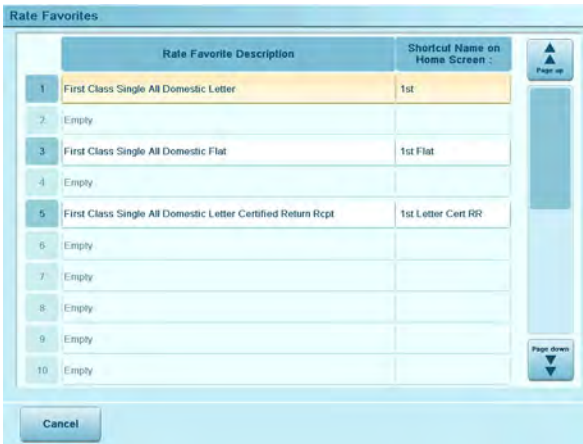 Rate Favorites
Rate Favorite Description
Shortcut Name on
Home Screen :
Page up
1 First Class Single All Domestic Letter 1st
2 Empty
3 First Class Single All Domestic Flat 1st Flat
4 Empty
5 First Class Single All Domestic Letter Certified Return Rcpt 1st Letter Cert RR
6 Empty
7 Empty
8 Empty
9 Empty
10 Empty
Page down
Cancel